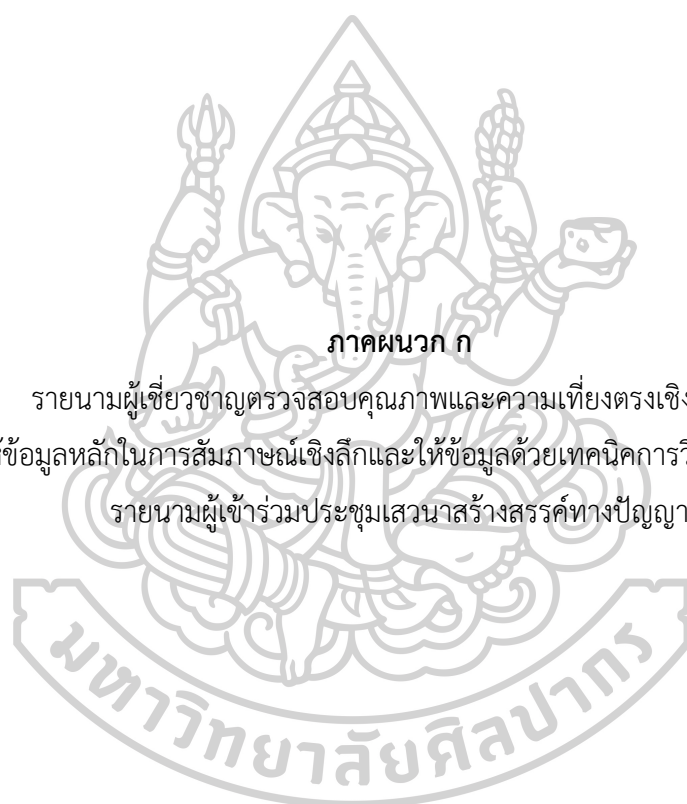 ภาคผนวก ก
รายนามผู้เชี่ยวชาญตรวจสอบคุณภาพและความเที่ยงตรงเชิง
ข้อมูลหลักในการสัมภาษณ์เชิงลึกและให้ข้อมูลด้วยเทคนิคการวิ
รายนามผู้เข้าร่วมประชุมเสวนาสร้างสรรค์ทางปัญญา
มหาวิทยาลัยศิลปากร